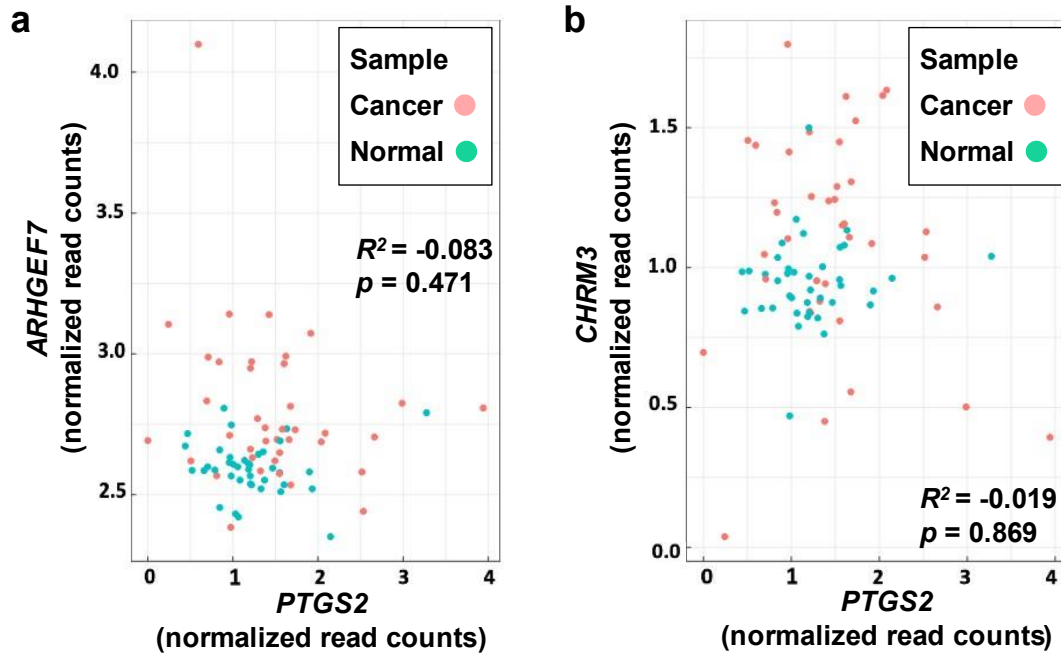 a
Sample
Cancer
Normal
R² = -0.083
p = 0.471
4.0
3.5
3.0
2.5
ARHGEF7
(normalized read counts)
0 1 2 3 4
PTGS2
(normalized read counts)
b
Sample
Cancer
Normal
1.5
1.0
0.5
0.0
CHRM3
(normalized read counts)
R² = -0.019
p = 0.869
0 1 2 3 4
PTGS2
(normalized read counts)